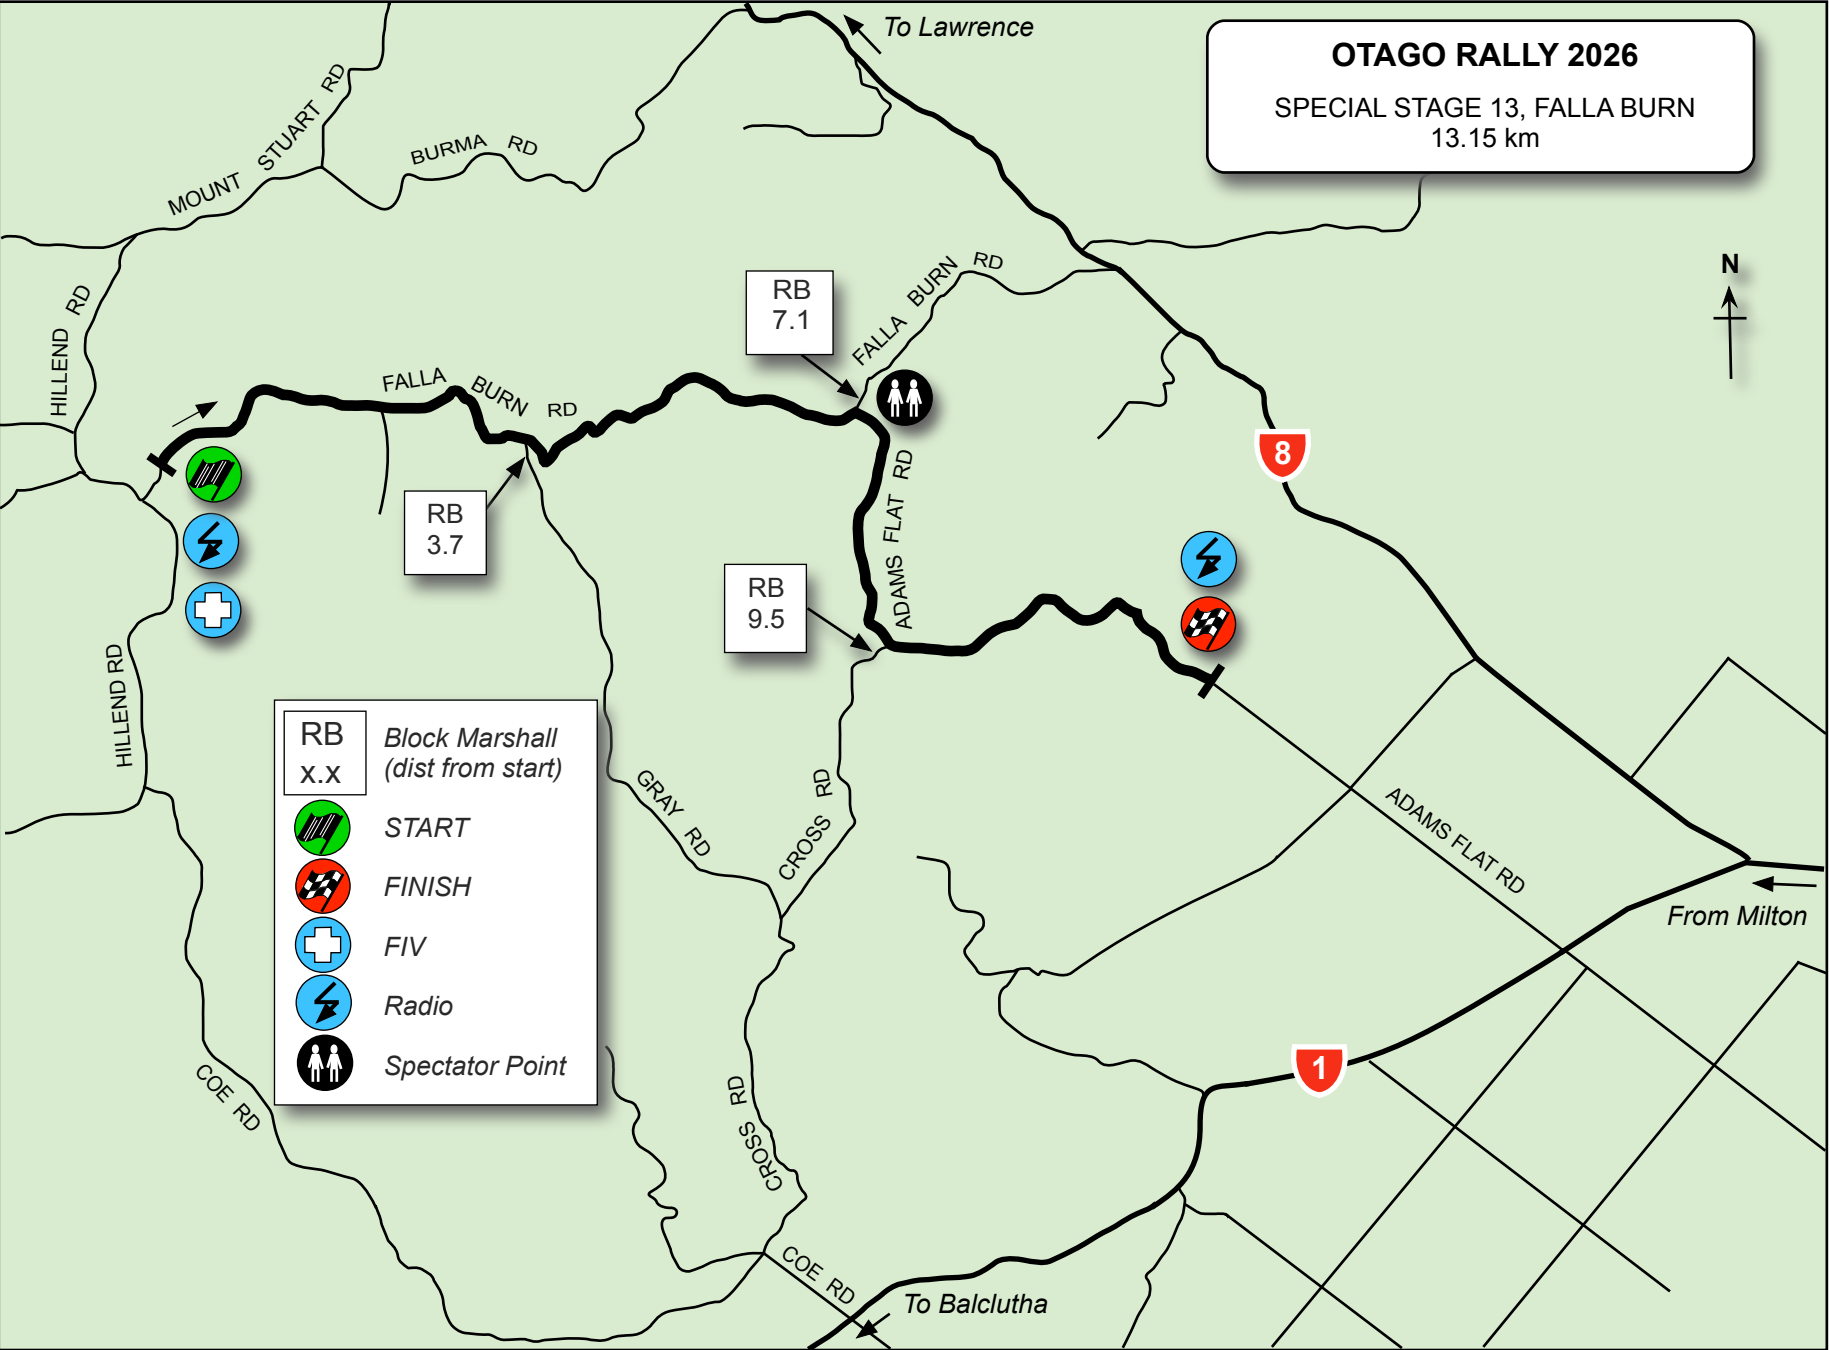 To Lawrence
OTAGO RALLY 2026
SPECIAL STAGE 13, FALLA BURN
13.15 km
MOUNT STUART RD
BURMA RD
HILLEND RD
FALLA BURN RD
N
RB
7.1
FALLA BURN RD
8
RB
3.7
ADAMS FLAT RD
RB
9.5
HILLEND RD
RB
x.x
Block Marshall
(dist from start)
START
FINISH
FIV
Radio
Spectator Point
GRAY RD
CROSS RD
ADAMS FLAT RD
From Milton
1
COE RD
CROSS RD
COE RD
To Balclutha